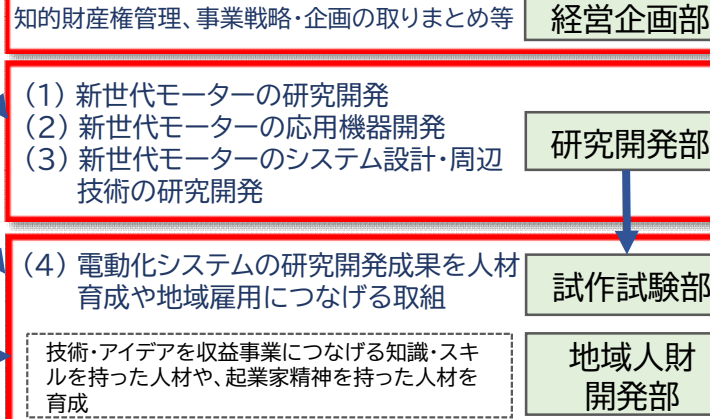 知的財産権管理、事業戦略・企画の取りまとめ等
経営企画部
(1) 新世代モーターの研究開発
(2) 新世代モーターの応用機器開発
(3) 新世代モーターのシステム設計・周辺
技術の研究開発
研究開発部
(4) 電動化システムの研究開発成果を人材
育成や地域雇用につなげる取組
試作試験部
技術・アイデアを収益事業につなげる知識・スキ
ルを持った人材や、起業家精神を持った人材を
育成
地域人財
開発部